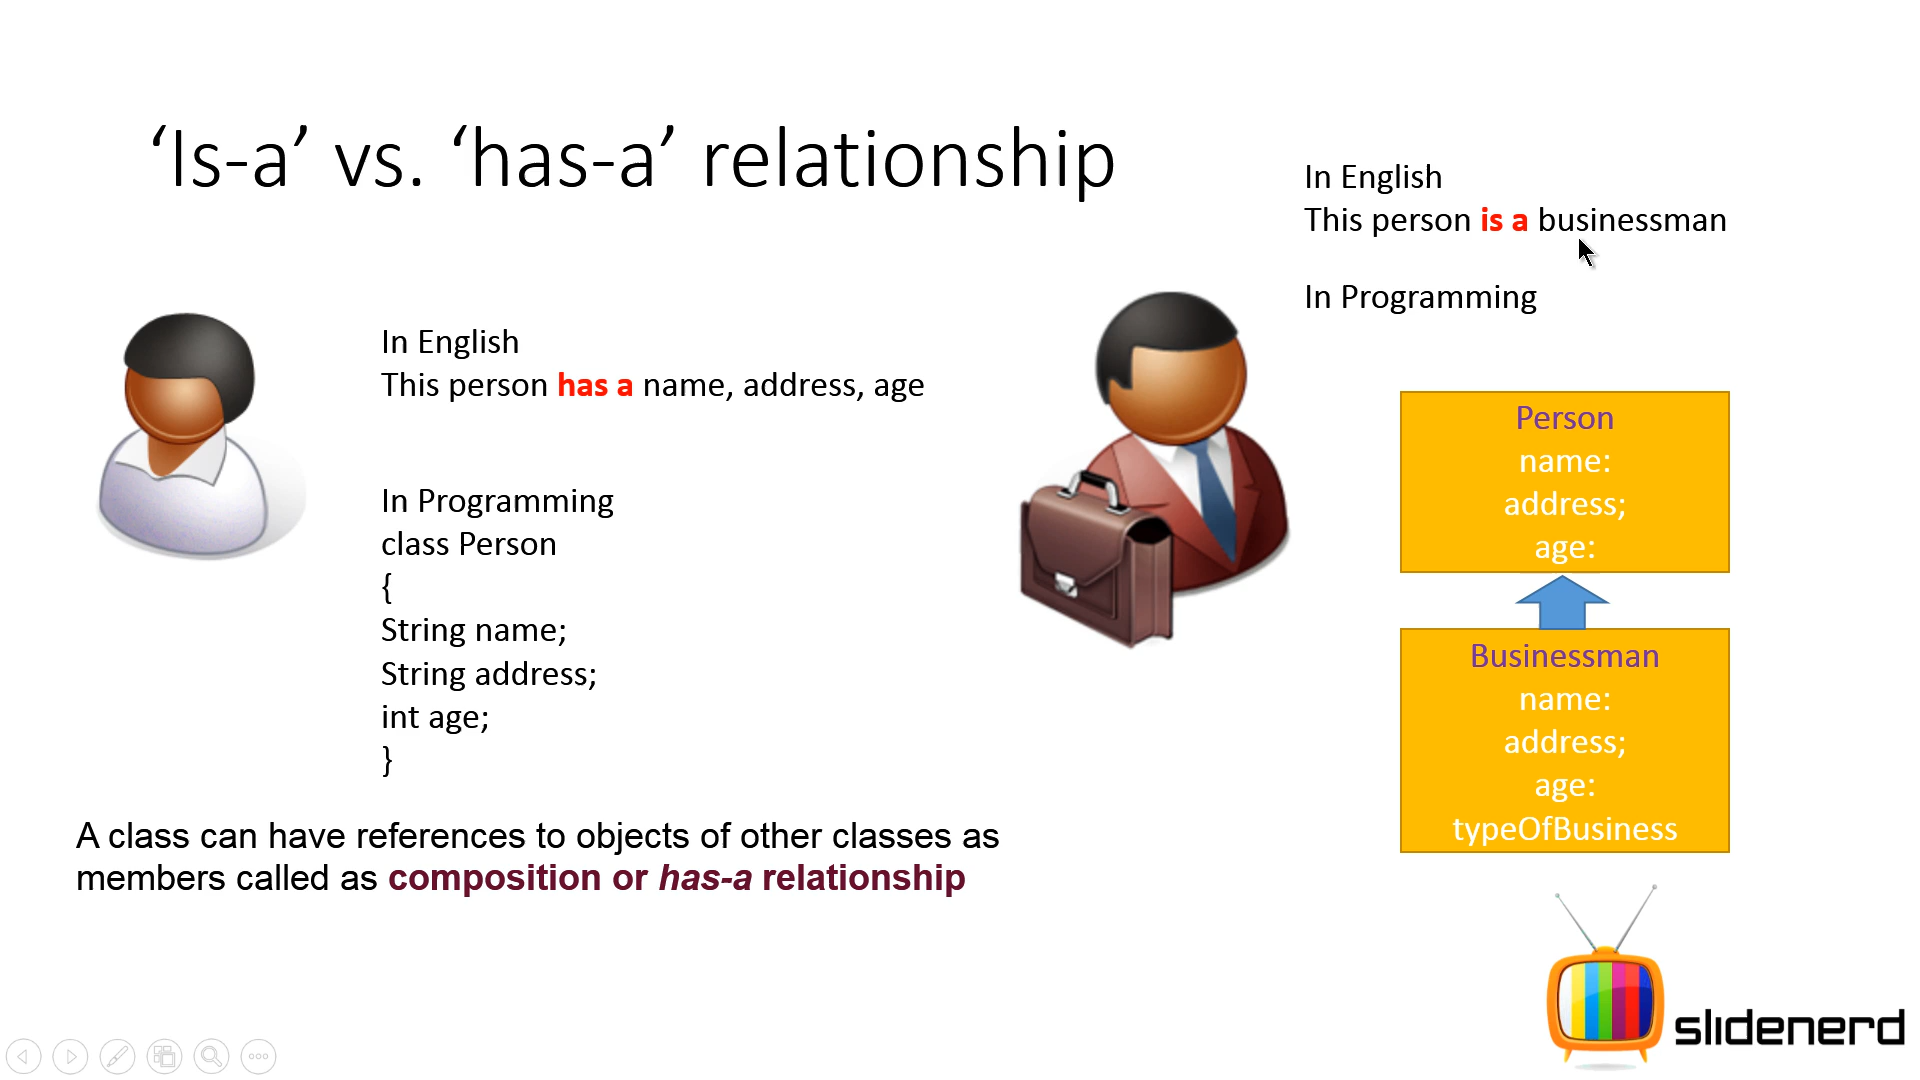 ‘Is-a’ vs. ‘has-a’ relationship
In English
This person has a name, address, age
In Programming
class Person
{
String name;
String address;
int age;
}
A class can have references to objects of other classes as
members called as composition or has-a relationship
In English
This person is a businessman
In Programming
Person
name:
address;
age:
Businessman
name:
address;
age:
typeOfBusiness
slidenerd